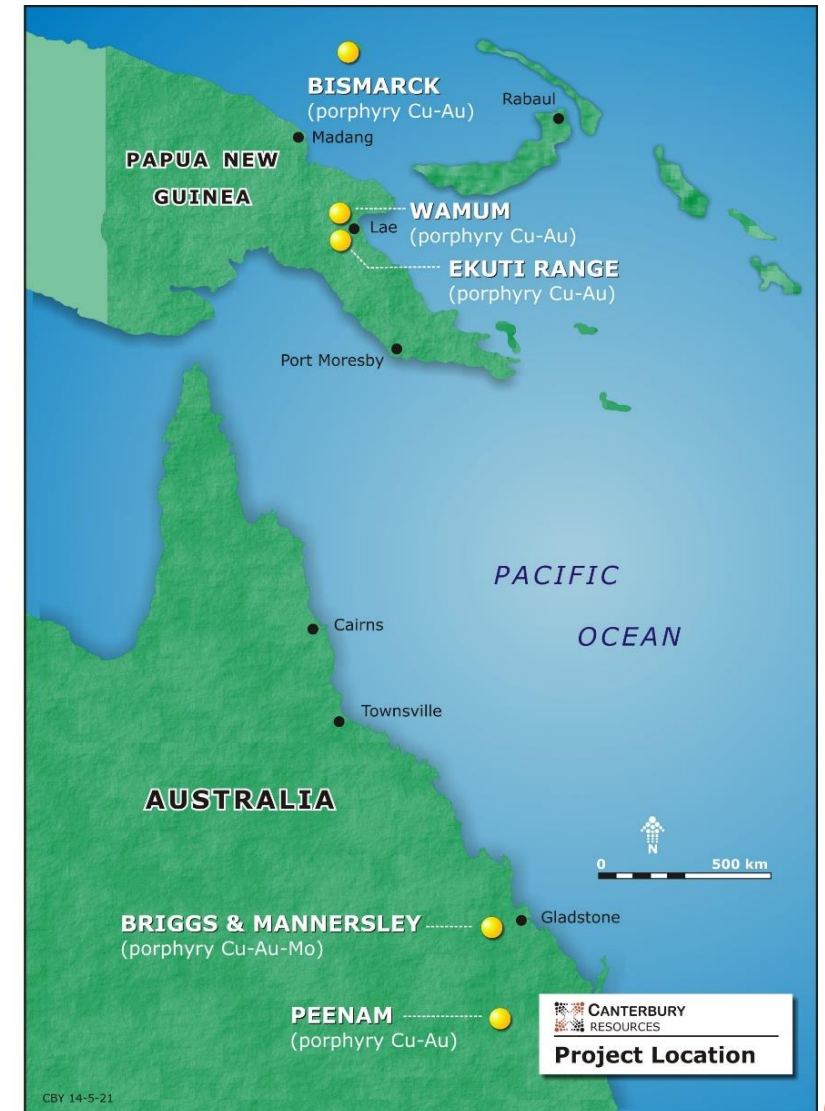 BISMARCK
(porphyry Cu-Au)
Rabaul
Madang
PAPUA NEW
GUINEA
WAMUM
(porphyry Cu-Au)
Lae
EKUTI RANGE
(porphyry Cu-Au)
Port Moresby
PACIFIC
OCEAN
Cairns
Townsville
AUSTRALIA
N
0 500 km
BRIGGS & MANNERSLEY
(porphyry Cu-Au-Mo)
Gladstone
PEENAM
(porphyry Cu-Au)
CANTERBURY
RESOURCES
Project Location
CBY 14-5-21